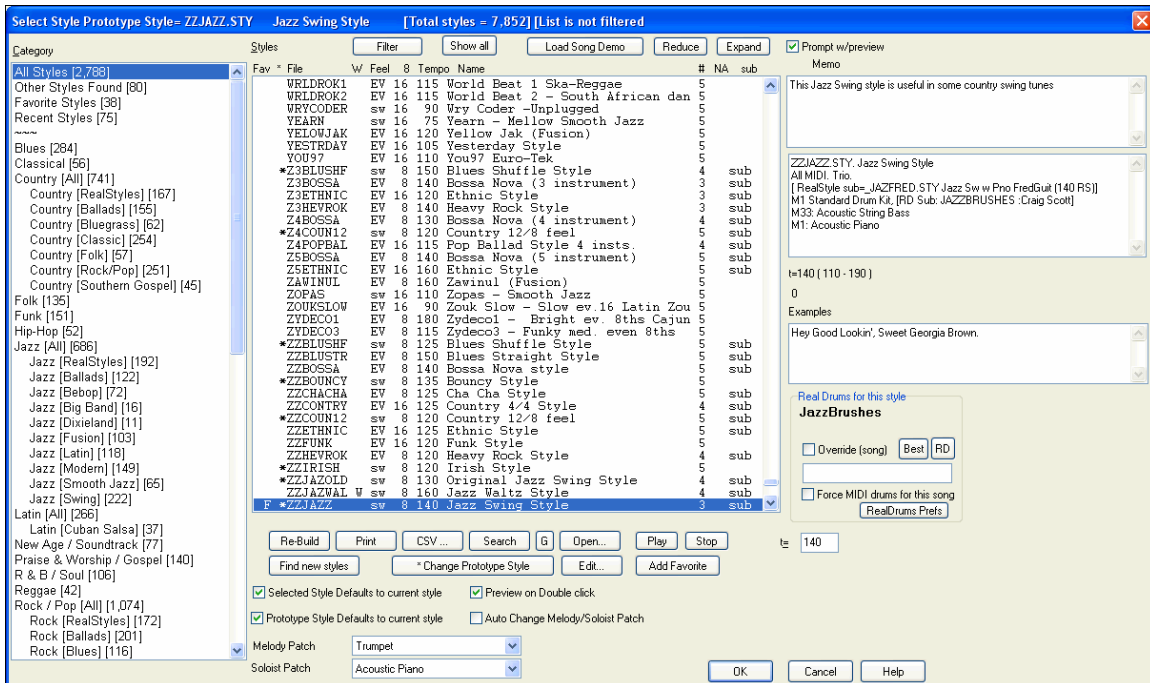 Select Style Prototype Style= ZZJAZZ.STY Jazz Swing Style [Total styles = 7,852] [List is not filtered
Category
Styles
Filter
Show all
Load Song Demo
Reduce
Expand
Prompt w/preview
Memo
All Styles [2,788]
Other Styles Found [80]
Favorite Styles [38]
Recent Styles [75]
~~~
Blues [284]
Classical [56]
Country [All] [741]
Country [RealStyles] [167]
Country [Ballads] [155]
Country [Bluegrass] [62]
Country [Classic] [254]
Country [Folk] [57]
Country [Rock/Pop] [251]
Country [Southern Gospel] [45]
Folk [135]
Funk [151]
Hip-Hop [52]
Jazz [All] [686]
Jazz [RealStyles] [192]
Jazz [Ballads] [122]
Jazz [Bebop] [72]
Jazz [Big Band] [16]
Jazz [Dixieland] [11]
Jazz [Fusion] [103]
Jazz [Latin] [118]
Jazz [Modern] [149]
Jazz [Smooth Jazz] [65]
Jazz [Swing] [222]
Latin [All] [266]
Latin [Cuban Salsa] [37]
New Age / Soundtrack [77]
Praise & Worship / Gospel [140]
R & B / Soul [106]
Reggae [42]
Rock / Pop [All] [1,074]
Rock [RealStyles] [172]
Rock [Ballads] [201]
Rock [Blues] [116]
Fav * File W Feel 8 Tempo Name # NA sub
WRLDROK1 EV 16 115 World Beat 1 Ska-Reggae 5
WRLDROK2 EV 16 115 World Beat 2 - South African dan 5
WRYCODER sw 16 90 Wry Coder -Unplugged 5
YEARN sw 16 75 Yearn - Mellow Smooth Jazz 5
YELOWJAK EV 16 120 Yellow Jak (Fusion) 5
YESTRDAY EV 16 105 Yesterday Style 5
YOU97 EV 16 110 You97 Euro-Tek 5
*Z3BLUSHF sw 8 150 Blues Shuffle Style 4 sub
Z3BOSSA EV 8 140 Bossa Nova (3 instrument) 3 sub
Z3ETHNIC EV 16 120 Ethnic Style 3 sub
Z3HEVROK EV 8 140 Heavy Rock Style 3 sub
Z4BOSSA EV 8 130 Bossa Nova (4 instrument) 4 sub
*Z4COUN12 sw 8 120 Country 12/8 feel 5 sub
Z4POPBAL EV 16 115 Pop Ballad Style 4 insts. 4 sub
Z5BOSSA EV 8 140 Bossa Nova (5 instrument) 5 sub
Z5ETHNIC EV 16 160 Ethnic Style 5 sub
ZAWINUL EV 8 160 Zawinul (Fusion) 5
ZOPAS sw 16 110 Zopas - Smooth Jazz 5
ZOUKSLOW EV 16 90 Zouk Slow - Slow ev.16 Latin Zou 5
ZYDECO1 EV 8 180 Zydeco1 - Bright ev. 8ths Cajun 5
ZYDECO3 EV 8 115 Zydeco3 - Funky med. even 8ths 5
*ZZBLUSHF sw 8 125 Blues Shuffle Style 5 sub
ZZBLUSTR EV 8 150 Blues Straight Style 5 sub
ZZBOSSA EV 8 140 Bossa Nova style 5 sub
*ZZBOUNCY sw 8 135 Bouncy Style 5
ZZCHACHA EV 8 125 Cha Cha Style 5 sub
ZZCONTRY EV 16 125 Country 4/4 Style 4 sub
*ZZCOUN12 sw 8 120 Country 12/8 feel 5 sub
ZZETHNIC EV 16 125 Ethnic Style 5 sub
ZZFUNK EV 16 120 Funk Style 5
ZZHEVROK EV 8 120 Heavy Rock Style 4 sub
*ZZIRISH sw 8 120 Irish Style 5
*ZZJAZOLD sw 8 130 Original Jazz Swing Style 4 sub
ZZJAZWAL W sw 8 160 Jazz Waltz Style 4 sub
F *ZZJAZZ sw 8 140 Jazz Swing Style 3 sub
This Jazz Swing style is useful in some country swing tunes
ZZJAZZ.STY. Jazz Swing Style
All MIDI. Trio.
[ RealStyle sub=_JAZFRED.STY Jazz Sw w Pno FredGuit (140 RS)]
M1 Standard Drum Kit, [RD Sub: JAZZBRUSHES :Craig Scott]
M33: Acoustic String Bass
M1: Acoustic Piano
t=140 ( 110 - 190 )
0
Examples
Hey Good Lookin', Sweet Georgia Brown.
Real Drums for this style
JazzBrushes
Override (song)
Best
RD
Force MIDI drums for this song
RealDrums Prefs
t= 140
Re-Build
Print
CSV ...
Search
G
Open...
Play
Stop
Find new styles
* Change Prototype Style
Edit...
Add Favorite
Selected Style Defaults to current style
Preview on Double click
Prototype Style Defaults to current style
Auto Change Melody/Soloist Patch
Melody Patch Trumpet
Soloist Patch Acoustic Piano
OK
Cancel
Help